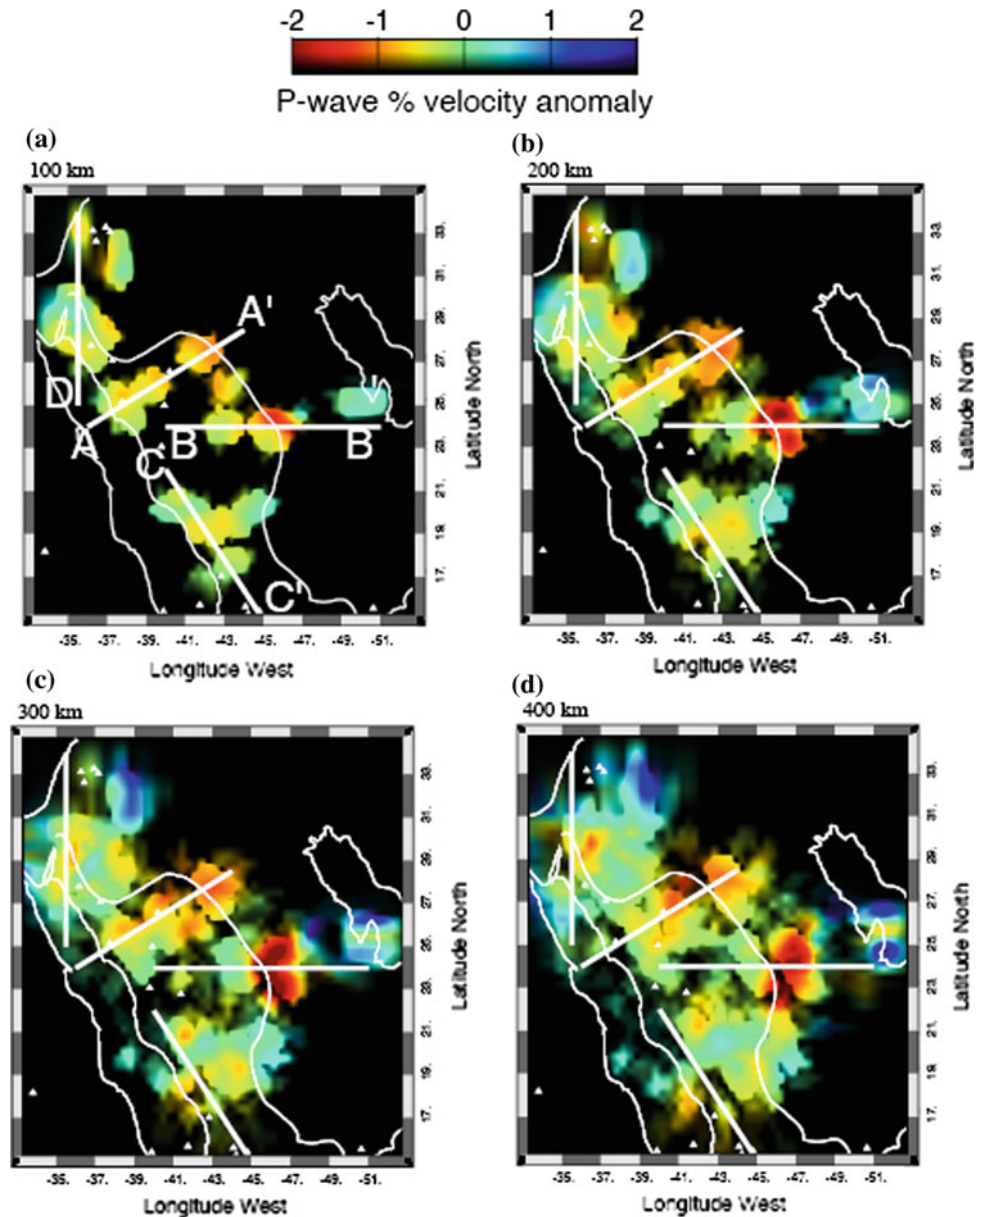 -2 -1 0 1 2
P-wave % velocity anomaly
(a)
100 km
A'
D
A
B
B'
C
C'
33. 31. 29. 27. 25. 23. 21. 19. 17.
Latitude North
-35. -37. -39. -41. -43. -45. -47. -49. -51.
Longitude West
(b)
200 km
33. 31. 29. 27. 25. 23. 21. 19. 17.
Latitude North
-35. -37. -39. -41. -43. -45. -47. -49. -51.
Longitude West
(c)
300 km
33. 31. 29. 27. 25. 23. 21. 19. 17.
Latitude North
-35. -37. -39. -41. -43. -45. -47. -49. -51.
Longitude West
(d)
400 km
33. 31. 29. 27. 25. 23. 21. 19. 17.
Latitude North
-35. -37. -39. -41. -43. -45. -47. -49. -51.
Longitude West